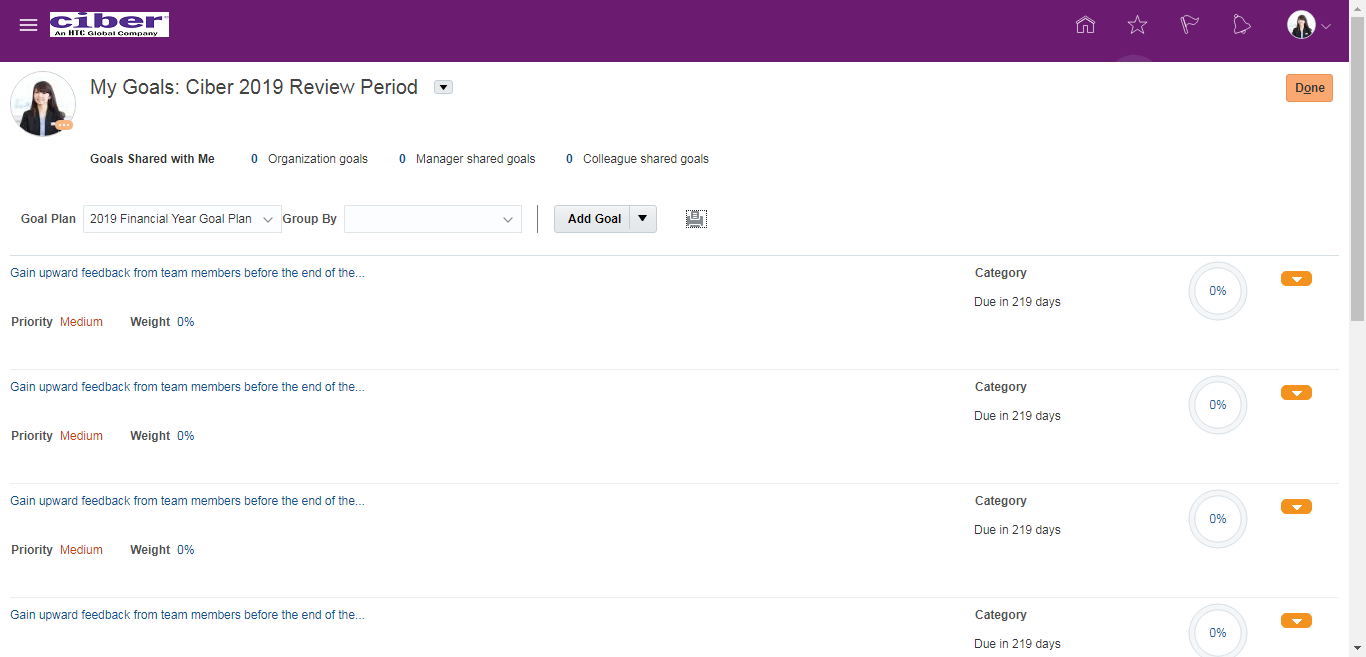 ciber
An HTC Global Company
My Goals: Ciber 2019 Review Period
Done
Goals Shared with Me 0 Organization goals 0 Manager shared goals 0 Colleague shared goals
Goal Plan 2019 Financial Year Goal Plan Group By Add Goal
Gain upward feedback from team members before the end of the... Category 0%
Due in 219 days
Priority Medium Weight 0%
Gain upward feedback from team members before the end of the... Category 0%
Due in 219 days
Priority Medium Weight 0%
Gain upward feedback from team members before the end of the... Category 0%
Due in 219 days
Priority Medium Weight 0%
Gain upward feedback from team members before the end of the... Category 0%
Due in 219 days